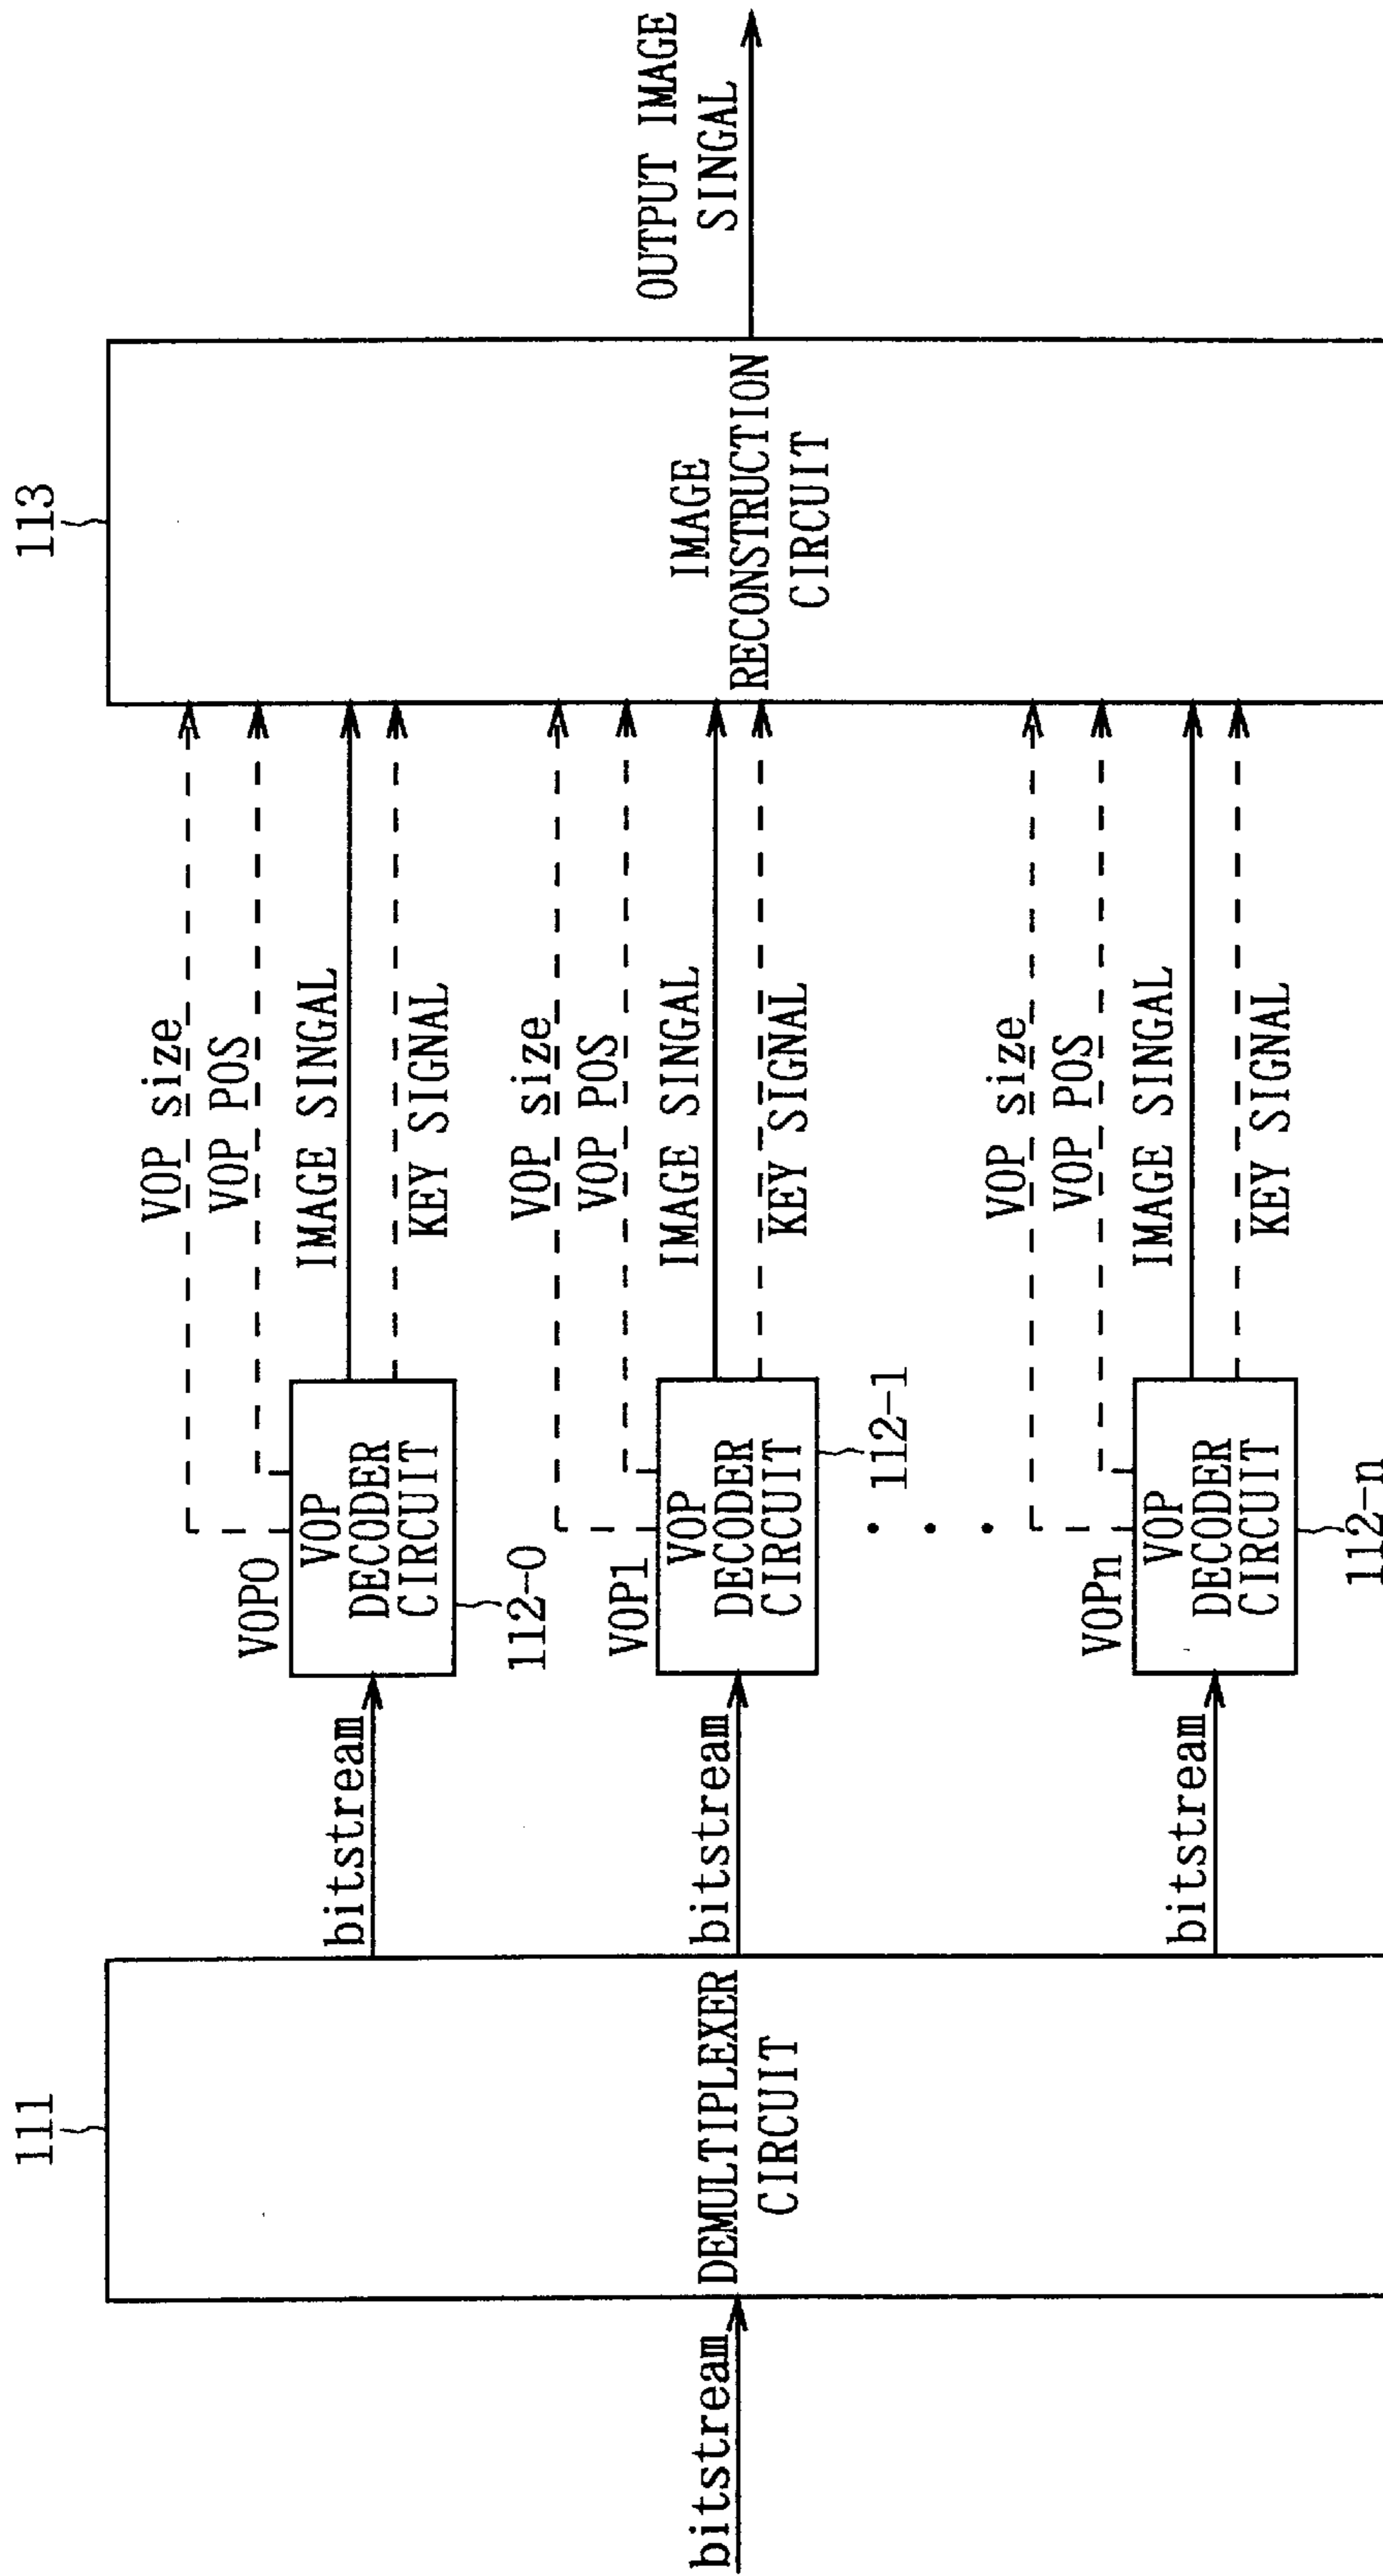 bitstream
111
DEMULTIPLEXER
CIRCUIT
bitstream
bitstream
bitstream
VOP0
VOP
DECODER
CIRCUIT
112-0
VOP1
VOP
DECODER
CIRCUIT
112-1
VOPn
VOP
DECODER
CIRCUIT
112-n
VOP size
VOP POS
IMAGE SINGAL
KEY SIGNAL
VOP size
VOP POS
IMAGE SINGAL
KEY SIGNAL
VOP size
VOP POS
IMAGE SINGAL
KEY SIGNAL
113
IMAGE
RECONSTRUCTION
CIRCUIT
OUTPUT IMAGE
SINGAL